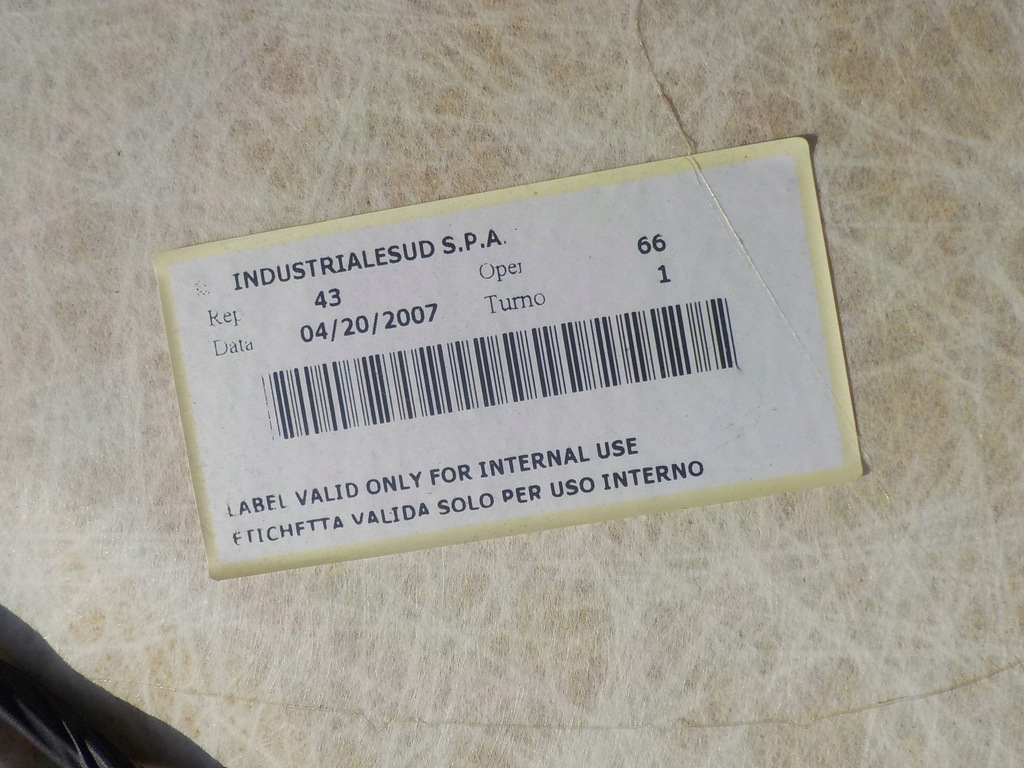 INDUSTRIALESUD S.P.A.
Rep 43 Oper 66
Data 04/20/2007 Turno 1
LABEL VALID ONLY FOR INTERNAL USE
ETICHETTA VALIDA SOLO PER USO INTERNO